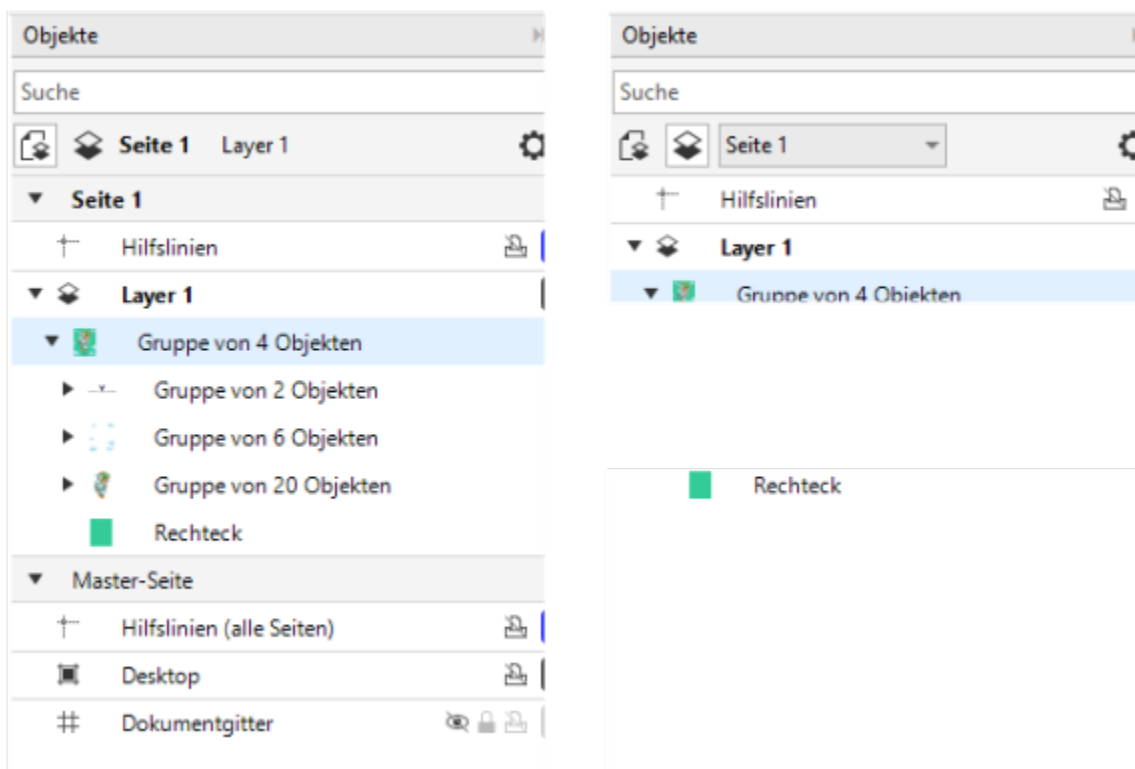 Objekte
Suche
Seite 1 Layer 1
Seite 1
Hilfslinien
Layer 1
Gruppe von 4 Objekten
Gruppe von 2 Objekten
Gruppe von 6 Objekten
Gruppe von 20 Objekten
Rechteck
Master-Seite
Hilfslinien (alle Seiten)
Desktop
Dokumentgitter
Objekte
Suche
Seite 1
Hilfslinien
Layer 1
Gruppe von 4 Objekten
Rechteck